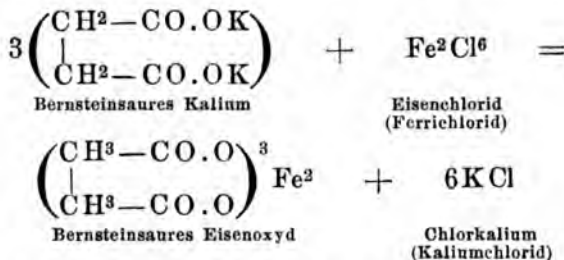 CH²—CO.OK
3( | ) + Fe²Cl⁶ =
CH²—CO.OK
Bernsteinsaures Kalium Eisenchlorid
(Ferrichlorid)
(CH³—CO.O)³
| Fe² + 6KCl
CH³—CO.O
Bernsteinsaures Eisenoxyd Chlorkalium
(Kaliumchlorid)